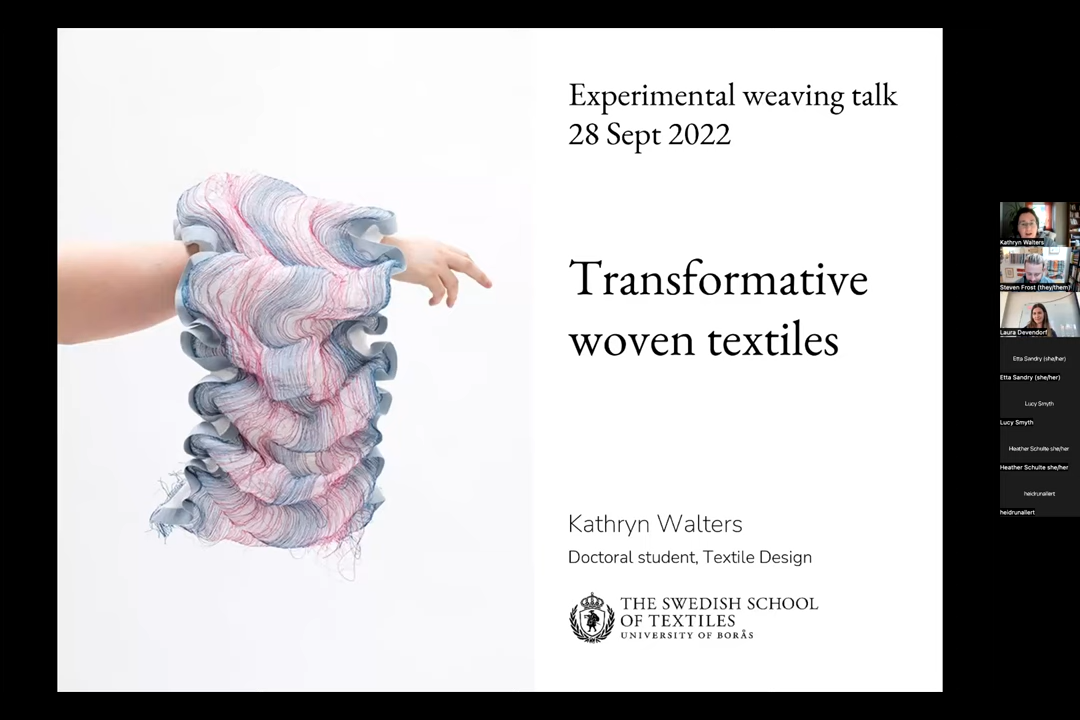 Experimental weaving talk
28 Sept 2022
Transformative
woven textiles
Kathryn Walters
Doctoral student, Textile Design
THE SWEDISH SCHOOL
OF TEXTILES
UNIVERSITY OF BORÅS
Kathryn Walters
Steven Frost (they/them)
Laura Devendorf
Etta Sandry (she/her)
Etta Sandry (she/her)
Lucy Smyth
Lucy Smyth
Heather Schulte she/her
Heather Schulte she/her
heidrunallert
heidrunallert